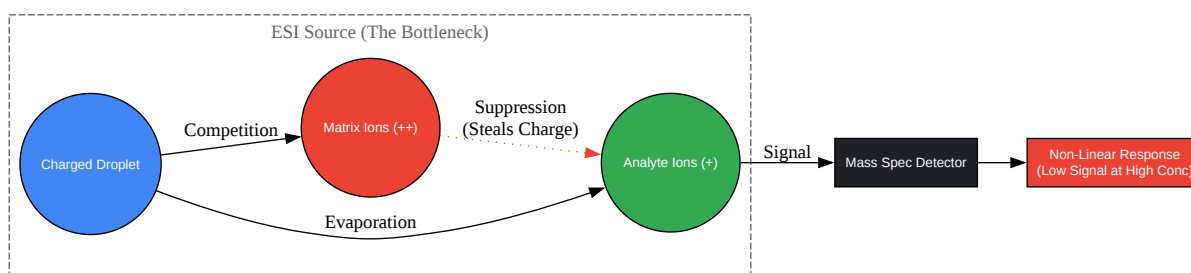 ESI Source (The Bottleneck)
Charged Droplet
Competition
Matrix Ions (++)
Suppression
(Steals Charge)
Evaporation
Analyte Ions (+)
Signal
Mass Spec Detector
Non-Linear Response
(Low Signal at High Conc)